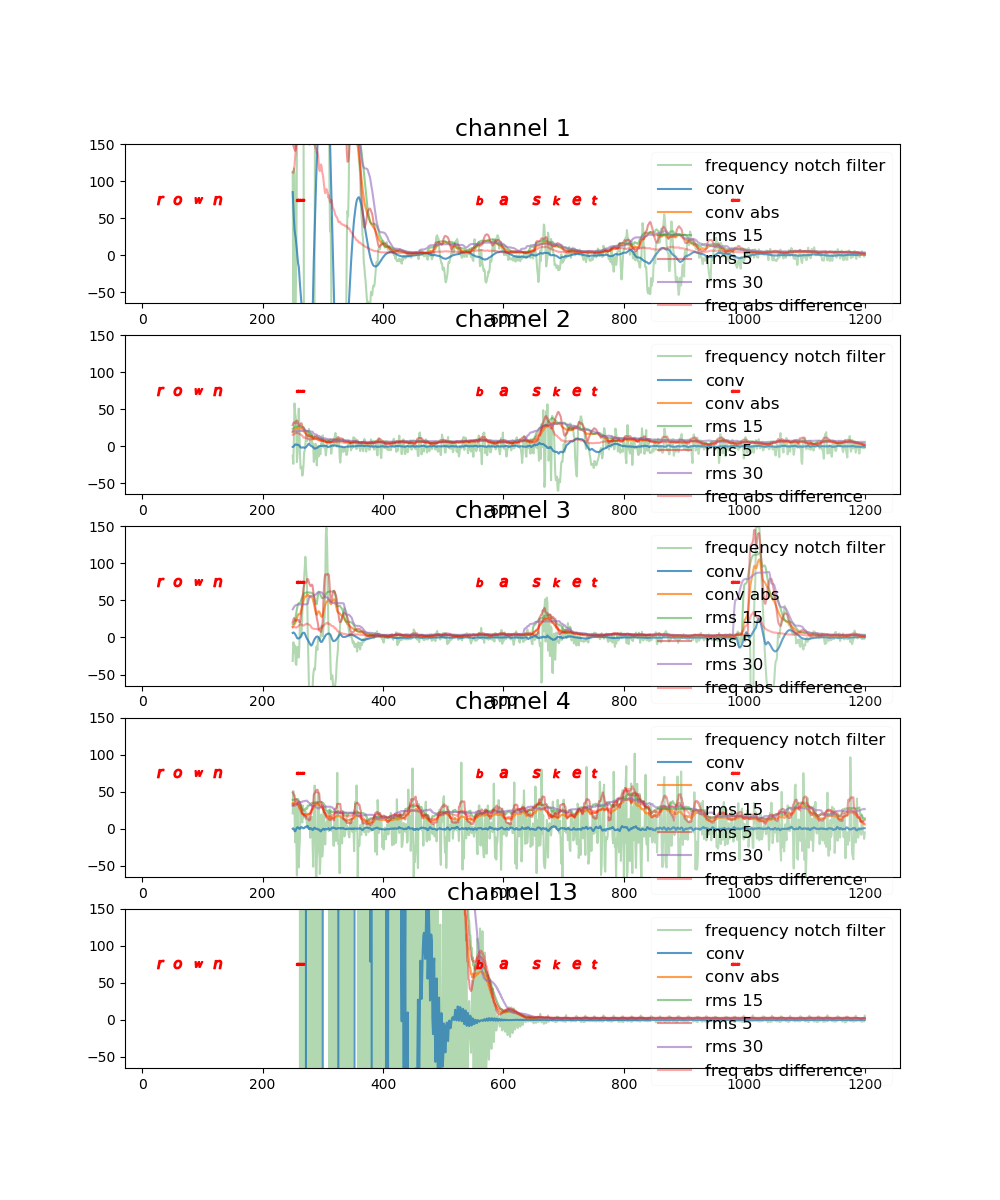 channel 1
150
100
50
0
−50
r o w n – b a s k e t –
frequency notch filter
conv
conv abs
rms 15
rms 5
rms 30
freq abs difference
0 200 400 600 800 1000 1200
channel 2
150
100
50
0
−50
r o w n – b a s k e t –
frequency notch filter
conv
conv abs
rms 15
rms 5
rms 30
freq abs difference
0 200 400 600 800 1000 1200
channel 3
150
100
50
0
−50
r o w n – b a s k e t –
frequency notch filter
conv
conv abs
rms 15
rms 5
rms 30
freq abs difference
0 200 400 600 800 1000 1200
channel 4
150
100
50
0
−50
r o w n – b a s k e t –
frequency notch filter
conv
conv abs
rms 15
rms 5
rms 30
freq abs difference
0 200 400 600 800 1000 1200
channel 13
150
100
50
0
−50
r o w n – b a s k e t –
frequency notch filter
conv
conv abs
rms 15
rms 5
rms 30
freq abs difference
0 200 400 600 800 1000 1200